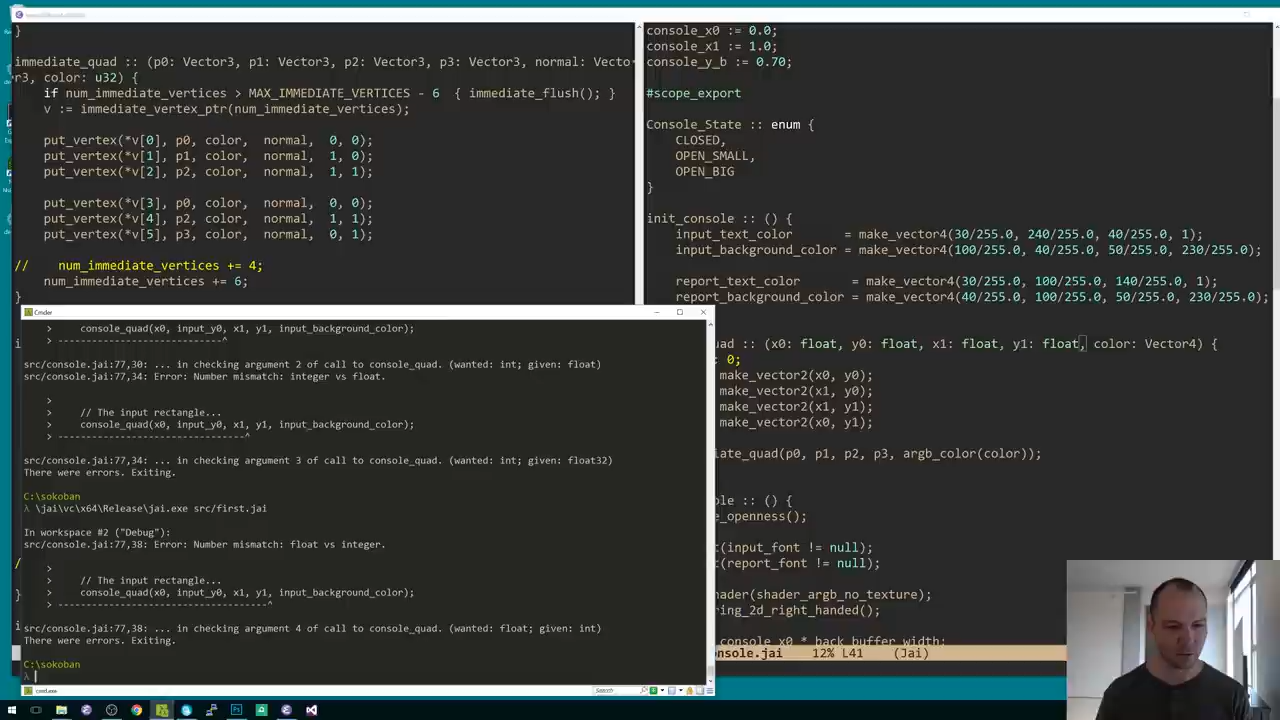 }
immediate_quad :: (p0: Vector3, p1: Vector3, p2: Vector3, p3: Vector3, normal: Vecto
r3, color: u32) {
if num_immediate_vertices > MAX_IMMEDIATE_VERTICES - 6  { immediate_flush(); }
v := immediate_vertex_ptr(num_immediate_vertices);
put_vertex(*v[0], p0, color,  normal,  0, 0);
put_vertex(*v[1], p1, color,  normal,  1, 0);
put_vertex(*v[2], p2, color,  normal,  1, 1);
put_vertex(*v[3], p0, color,  normal,  0, 0);
put_vertex(*v[4], p2, color,  normal,  1, 1);
put_vertex(*v[5], p3, color,  normal,  0, 1);
//    num_immediate_vertices += 4;
num_immediate_vertices += 6;
}
console_x0 := 0.0;
console_x1 := 1.0;
console_y_b := 0.70;
#scope_export
Console_State :: enum {
CLOSED,
OPEN_SMALL,
OPEN_BIG
}
init_console :: () {
input_text_color       = make_vector4(30/255.0, 240/255.0, 40/255.0, 1);
input_background_color = make_vector4(100/255.0, 40/255.0, 50/255.0, 230/255.0);
report_text_color       = make_vector4(30/255.0, 100/255.0, 140/255.0, 1);
report_background_color = make_vector4(40/255.0, 100/255.0, 50/255.0, 230/255.0);
uad :: (x0: float, y0: float, x1: float, y1: float, color: Vector4) {
0;
make_vector2(x0, y0);
make_vector2(x1, y0);
make_vector2(x1, y1);
make_vector2(x0, y1);
iate_quad(p0, p1, p2, p3, argb_color(color));
ole :: () {
e_openness();
t(input_font != null);
t(report_font != null);
hader(shader_argb_no_texture);
ring_2d_right_handed();
console_x0 * back_buffer_width;
nsole.jai    12% L41    (Jai)
Cmder
>     console_quad(x0, input_y0, x1, y1, input_background_color);
> ----------------------------^
src/console.jai:77,30: ... in checking argument 2 of call to console_quad. (wanted: int; given: float)
src/console.jai:77,34: Error: Number mismatch: integer vs float.
>
>     // The input rectangle...
>     console_quad(x0, input_y0, x1, y1, input_background_color);
> --------------------------------^
src/console.jai:77,34: ... in checking argument 3 of call to console_quad. (wanted: int; given: float32)
There were errors. Exiting.
C:\sokoban
λ \jai\vc\x64\Release\jai.exe src/first.jai
In workspace #2 ("Debug"):
src/console.jai:77,38: Error: Number mismatch: float vs integer.
>
>     // The input rectangle...
>     console_quad(x0, input_y0, x1, y1, input_background_color);
> ------------------------------------^
src/console.jai:77,38: ... in checking argument 4 of call to console_quad. (wanted: float; given: int)
There were errors. Exiting.
C:\sokoban
λ
cmd.exe
Search